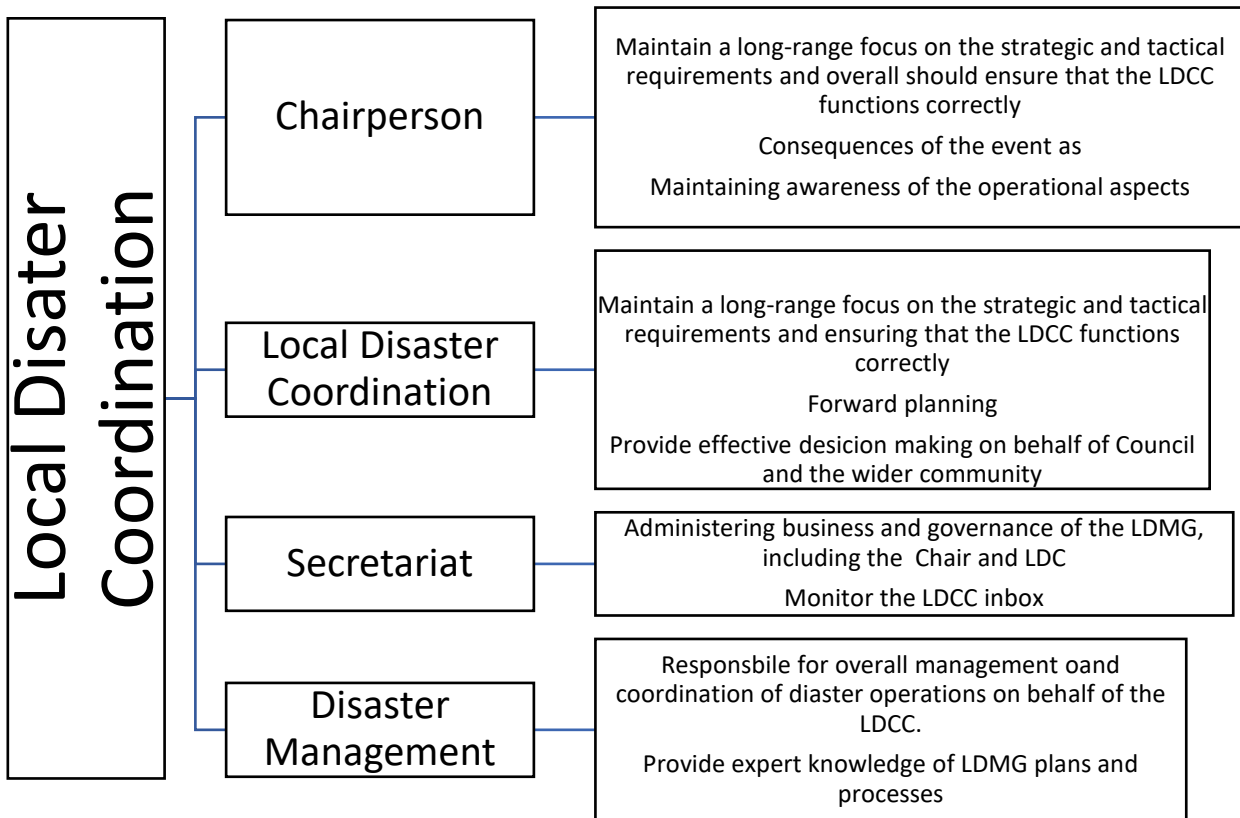 Local Disater
Coordination
Chairperson
Maintain a long-range focus on the strategic and tactical
requirements and overall should ensure that the LDCC
functions correctly
Consequences of the event as
Maintaining awareness of the operational aspects
Local Disaster
Coordination
Maintain a long-range focus on the strategic and tactical
requirements and ensuring that the LDCC functions
correctly
Forward planning
Provide effective desicion making on behalf of Council
and the wider community
Secretariat
Administering business and governance of the LDMG,
including the Chair and LDC
Monitor the LDCC inbox
Disaster
Management
Responsbile for overall management oand
coordination of diaster operations on behalf of the
LDCC.
Provide expert knowledge of LDMG plans and
processes